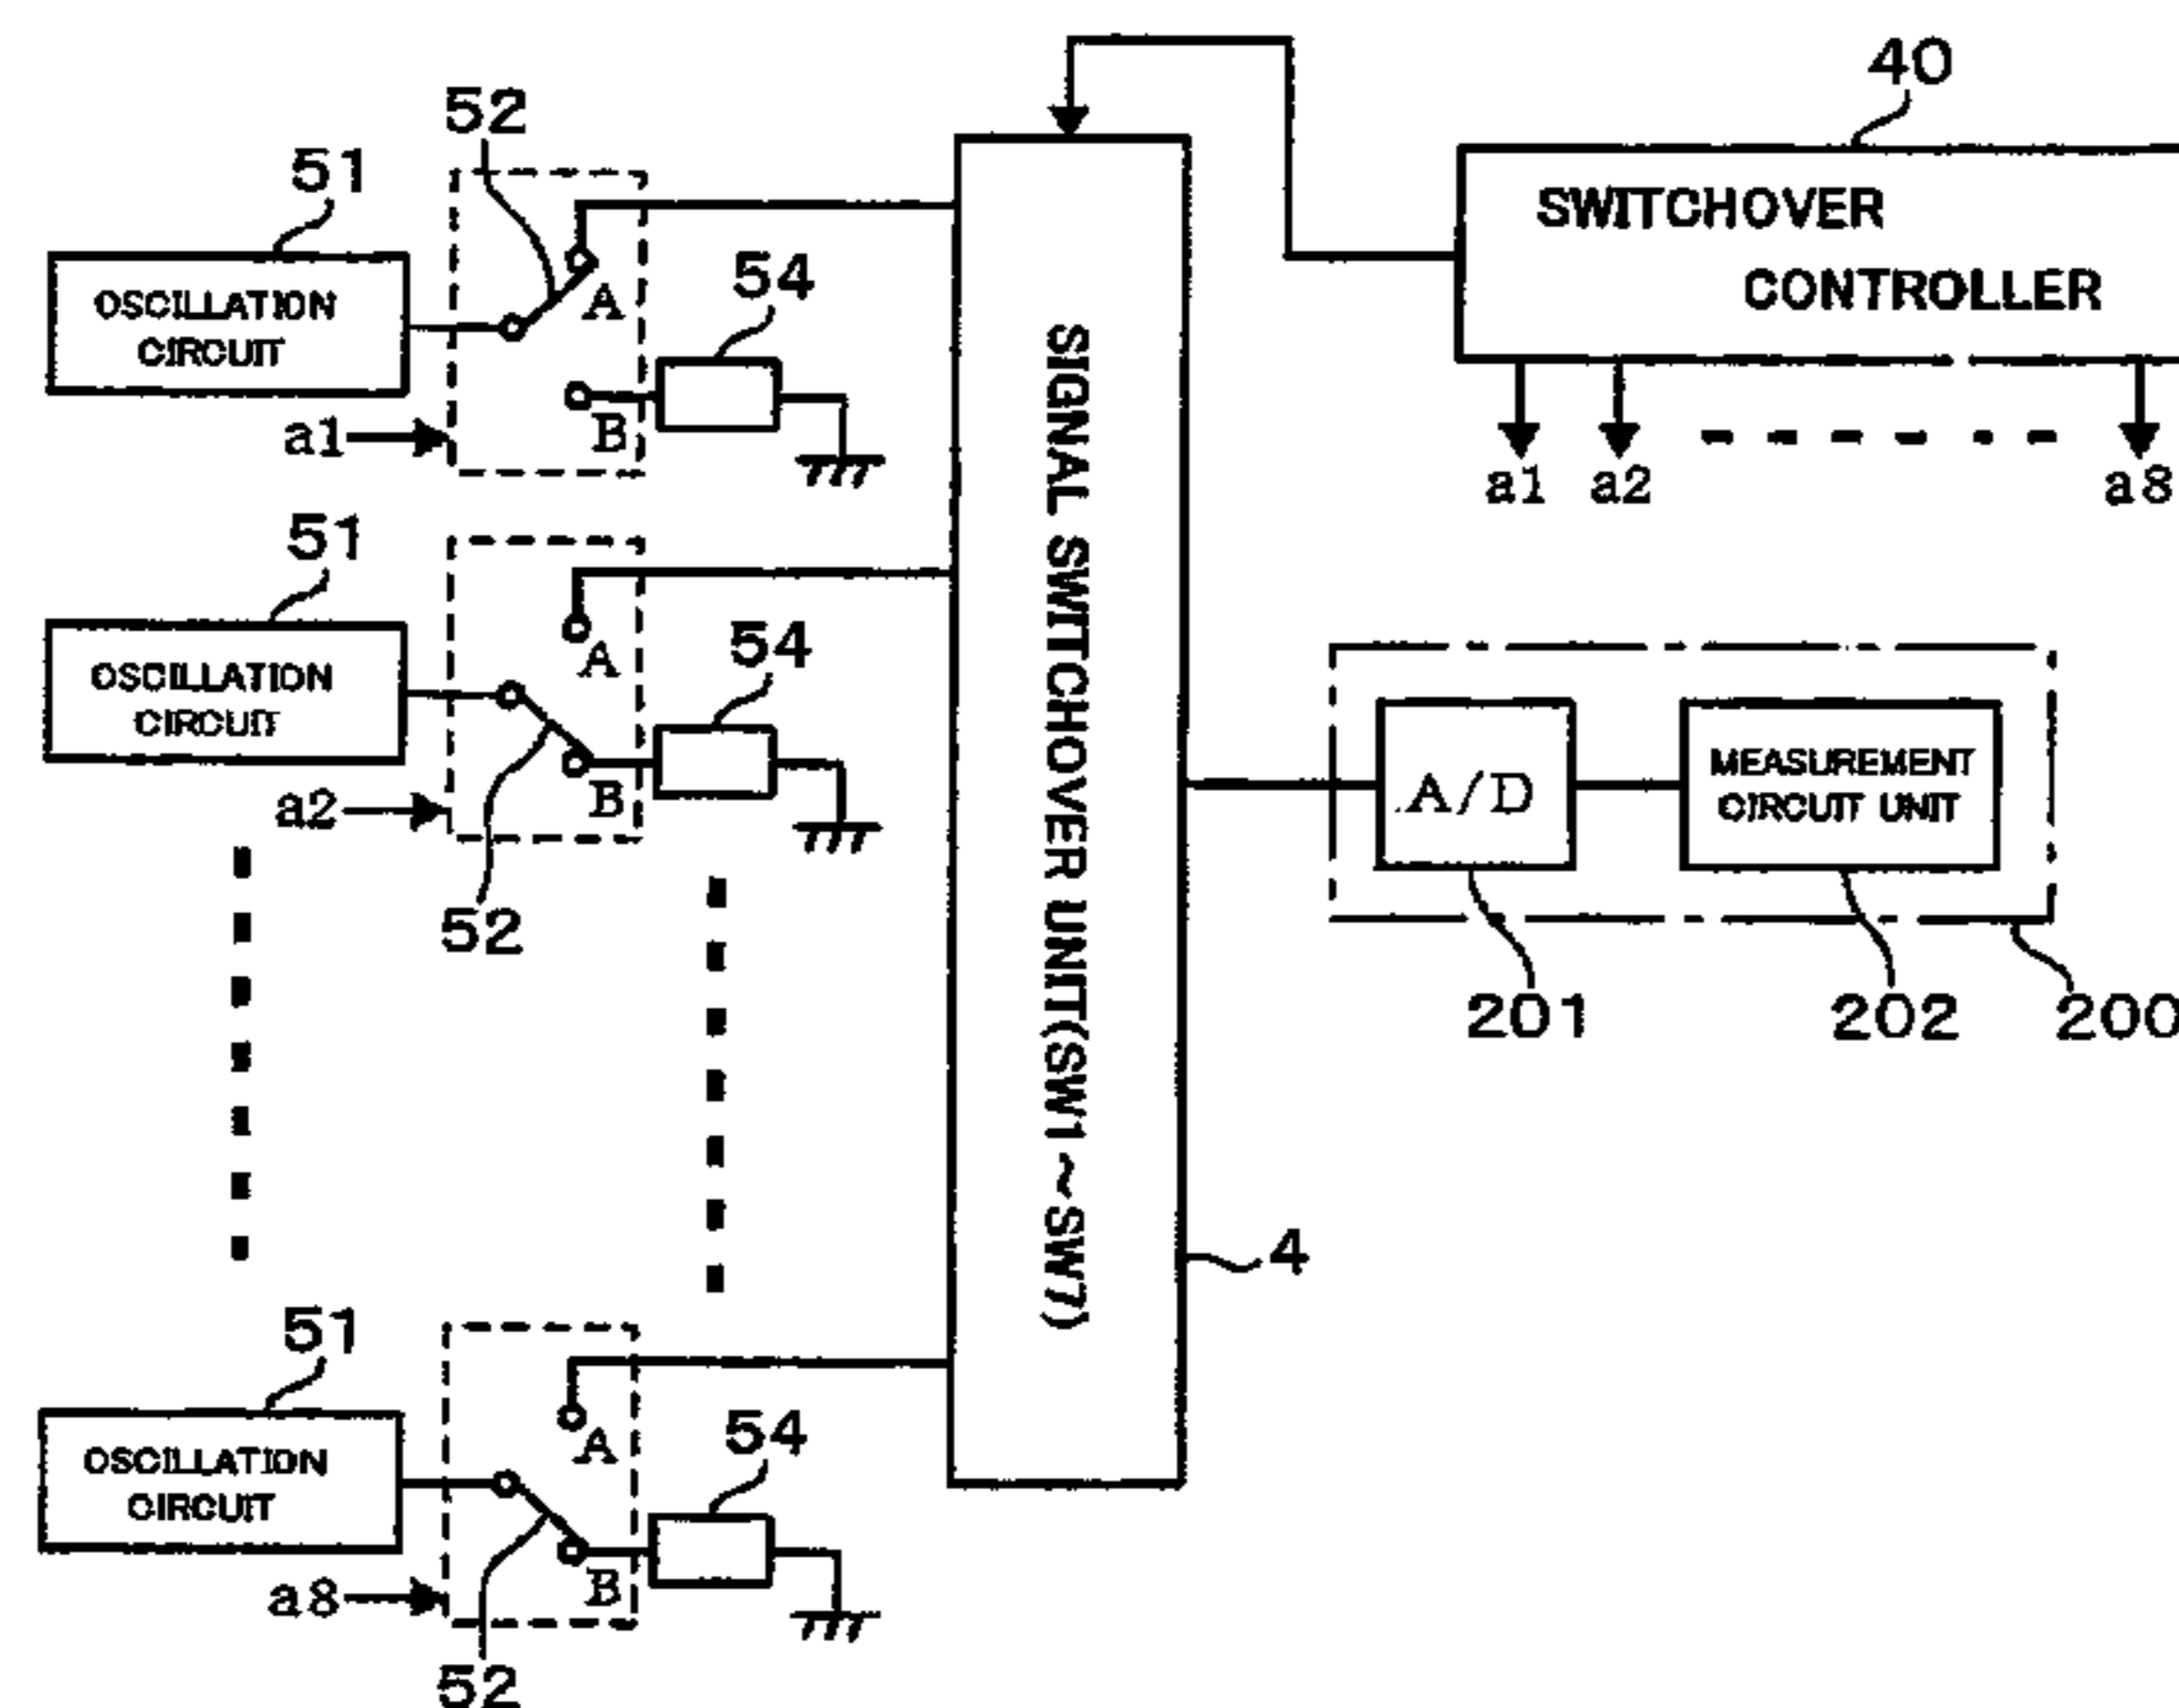 40
52
51
SWITCHOVER
CONTROLLER
OSCILLATION
CIRCUIT
A
54
B
a1
a1 a2 a8
51
OSCILLATION
CIRCUIT
A
54
B
a2
52
SIGNAL SWITCHOVER UNIT(SW1~SW7)
A/D
MEASUREMENT
CIRCUIT UNIT
201
202
200
4
51
OSCILLATION
CIRCUIT
A
54
B
a8
52